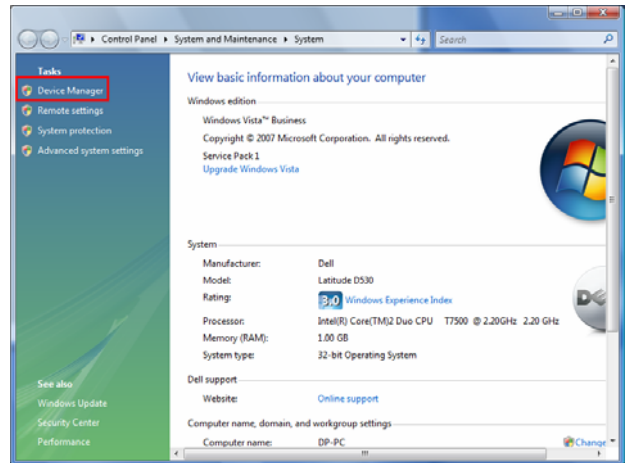 Control Panel ▸ System and Maintenance ▸ System
Search
Tasks
Device Manager
Remote settings
System protection
Advanced system settings
See also
Windows Update
Security Center
Performance
View basic information about your computer
Windows edition
Windows Vista™ Business
Copyright © 2007 Microsoft Corporation. All rights reserved.
Service Pack 1
Upgrade Windows Vista
System
Manufacturer: Dell
Model: Latitude D530
Rating: 3,0 Windows Experience Index
Processor: Intel(R) Core(TM)2 Duo CPU T7500 @ 2.20GHz 2.20 GHz
Memory (RAM): 1.00 GB
System type: 32-bit Operating System
Dell support
Website: Online support
Computer name, domain, and workgroup settings
Computer name: DP-PC Change